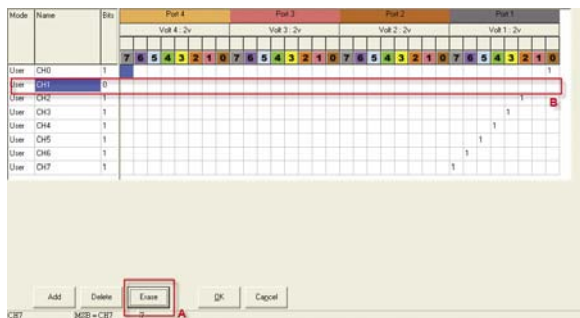 Mode Name Bits Port 4 Port 3 Port 2 Port 1
Volt 4 : 2v Volt 3 : 2v Volt 2 : 2v Volt 1 : 2v
7 6 5 4 3 2 1 0 7 6 5 4 3 2 1 0 7 6 5 4 3 2 1 0 7 6 5 4 3 2 1 0
User CH0 1 1
User CH1 0
B
User CH2 1 1
User CH3 1 1
User CH4 1 1
User CH5 1 1
User CH6 1 1
User CH7 1 1
Add Delete Erase OK Cancel
A
CH7 MSB = CH7 7